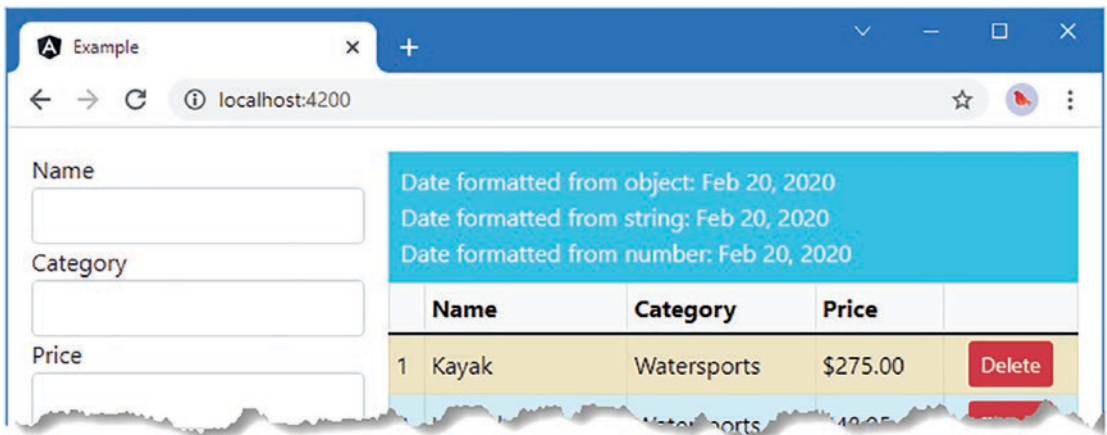 Example
localhost:4200
Name
Category
Price
Date formatted from object: Feb 20, 2020
Date formatted from string: Feb 20, 2020
Date formatted from number: Feb 20, 2020
Name Category Price
1 Kayak Watersports $275.00 Delete
Watersports